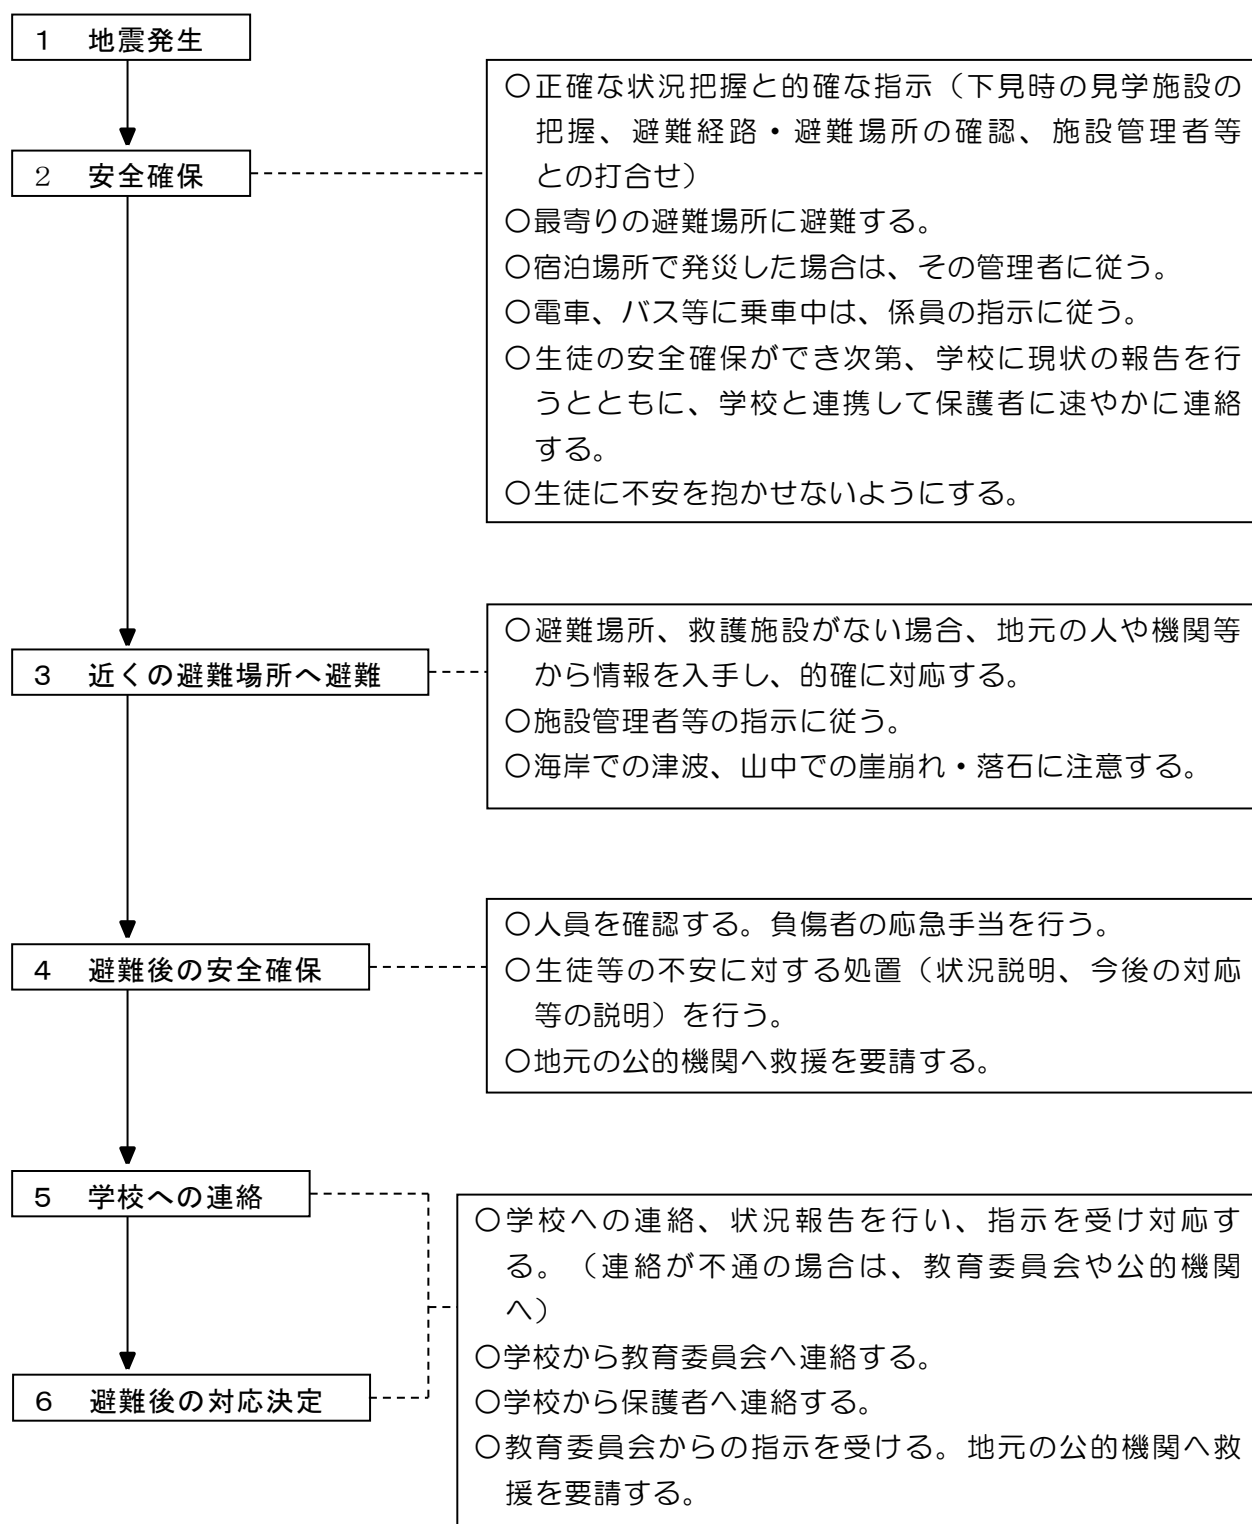 １　地震発生
２　安全確保
〇正確な状況把握と的確な指示（下見時の見学施設の
把握、避難経路・避難場所の確認、施設管理者等
との打合せ）
〇最寄りの避難場所に避難する。
〇宿泊場所で発災した場合は、その管理者に従う。
〇電車、バス等に乗車中は、係員の指示に従う。
〇生徒の安全確保ができ次第、学校に現状の報告を行
うとともに、学校と連携して保護者に速やかに連絡
する。
〇生徒に不安を抱かせないようにする。
３　近くの避難場所へ避難
〇避難場所、救護施設がない場合、地元の人や機関等
から情報を入手し、的確に対応する。
〇施設管理者等の指示に従う。
〇海岸での津波、山中での崖崩れ・落石に注意する。
４　避難後の安全確保
〇人員を確認する。負傷者の応急手当を行う。
〇生徒等の不安に対する処置（状況説明、今後の対応
等の説明）を行う。
〇地元の公的機関へ救援を要請する。
５　学校への連絡
６　避難後の対応決定
〇学校への連絡、状況報告を行い、指示を受け対応す
る。（連絡が不通の場合は、教育委員会や公的機関
へ）
〇学校から教育委員会へ連絡する。
〇学校から保護者へ連絡する。
〇教育委員会からの指示を受ける。地元の公的機関へ救
援を要請する。